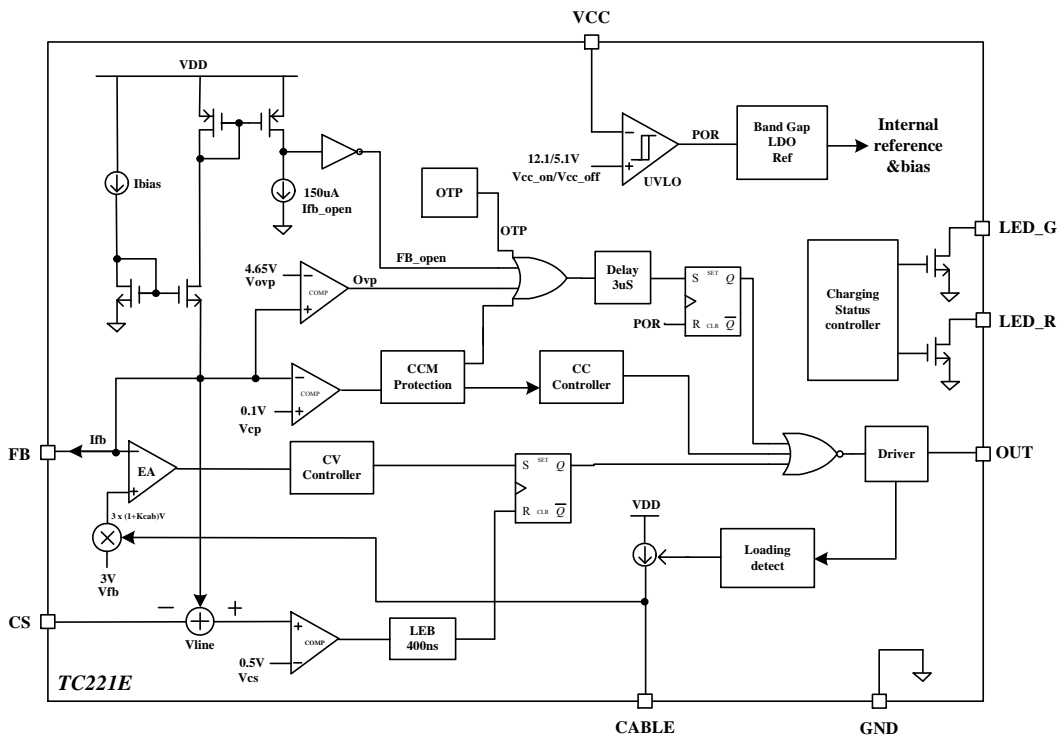 VCC
VDD
Ibias
150uA
Ifb_open
12.1/5.1V
Vcc_on/Vcc_off
UVLO
POR
Band Gap
LDO
Ref
Internal
reference
&bias
OTP
OTP
FB_open
4.65V
Vovp
COMP
Ovp
Delay
3uS
S SET Q
R CLR Q
POR
Charging
Status
controller
LED_G
LED_R
0.1V
Vcp
COMP
CCM
Protection
CC
Controller
FB
Ifb
EA
CV
Controller
S SET Q
R CLR Q
Driver
OUT
3 x (1+Kcab)V
3V
Vfb
VDD
Loading
detect
CS
Vline
0.5V
Vcs
COMP
LEB
400ns
TC221E
CABLE
GND